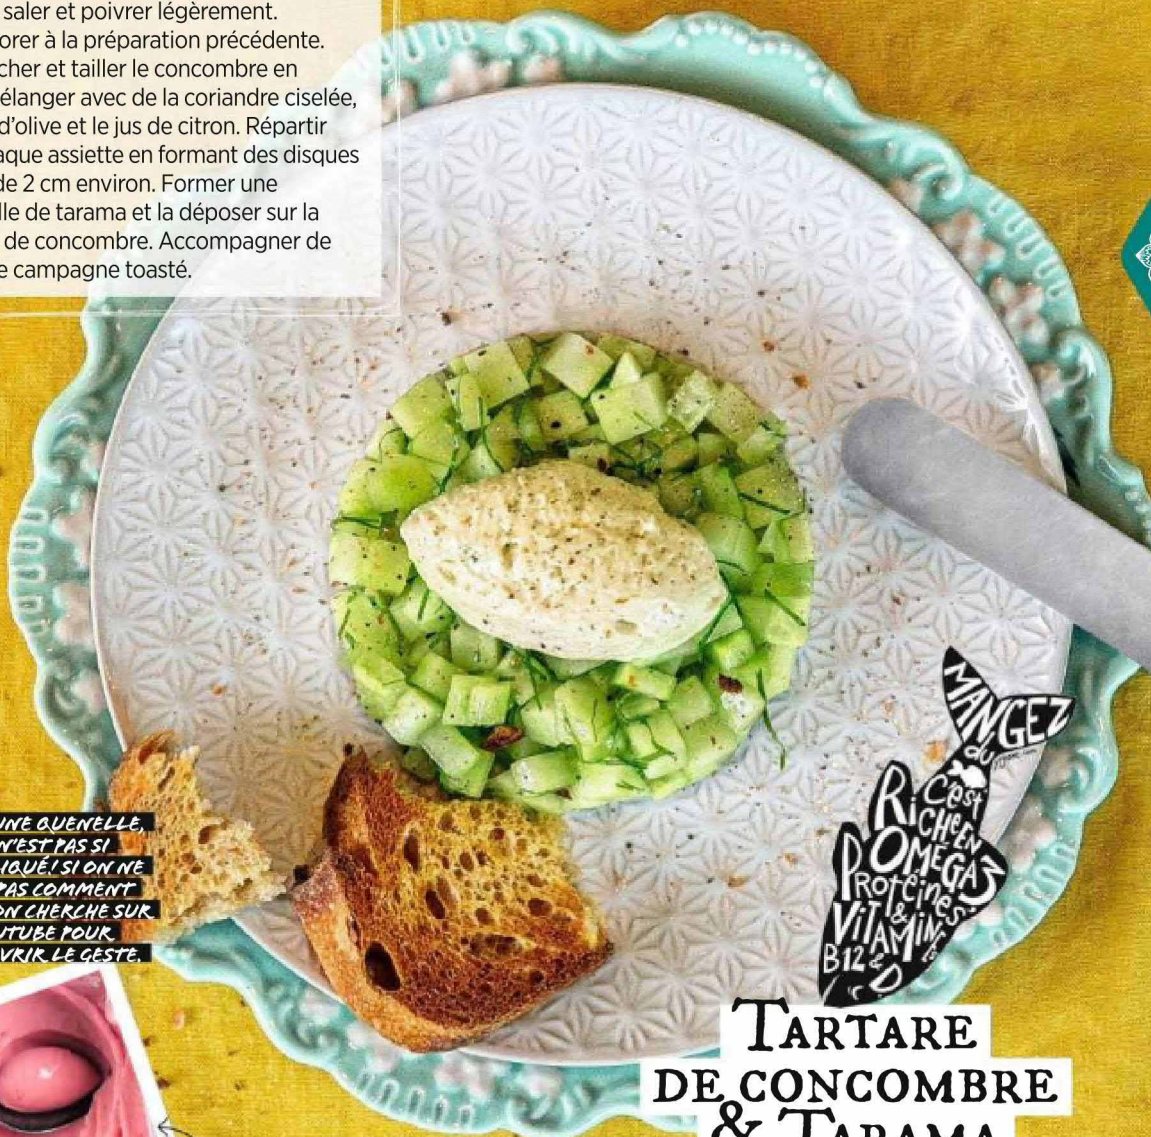 saler et poivrer légèrement.
orer à la préparation précédente.
cher et tailler le concombre en
élanger avec de la coriandre ciselée,
d'olive et le jus de citron. Répartir
aque assiette en formant des disques
de 2 cm environ. Former une
lle de tarama et la déposer sur la
de concombre. Accompagner de
e campagne toasté.
UNE QUENELLE,
N'EST PAS SI
IQUÉ! SI ON NE
PAS COMMENT
ON CHERCHE SUR
UTUBE POUR
VRIR LE GESTE.
MANGEZ
du
C'est
RiCHe EN
OMEGA3
PROTéines
&
ViTAMINES
B12 & D
TARTARE
DE CONCOMBRE
& TARAMA